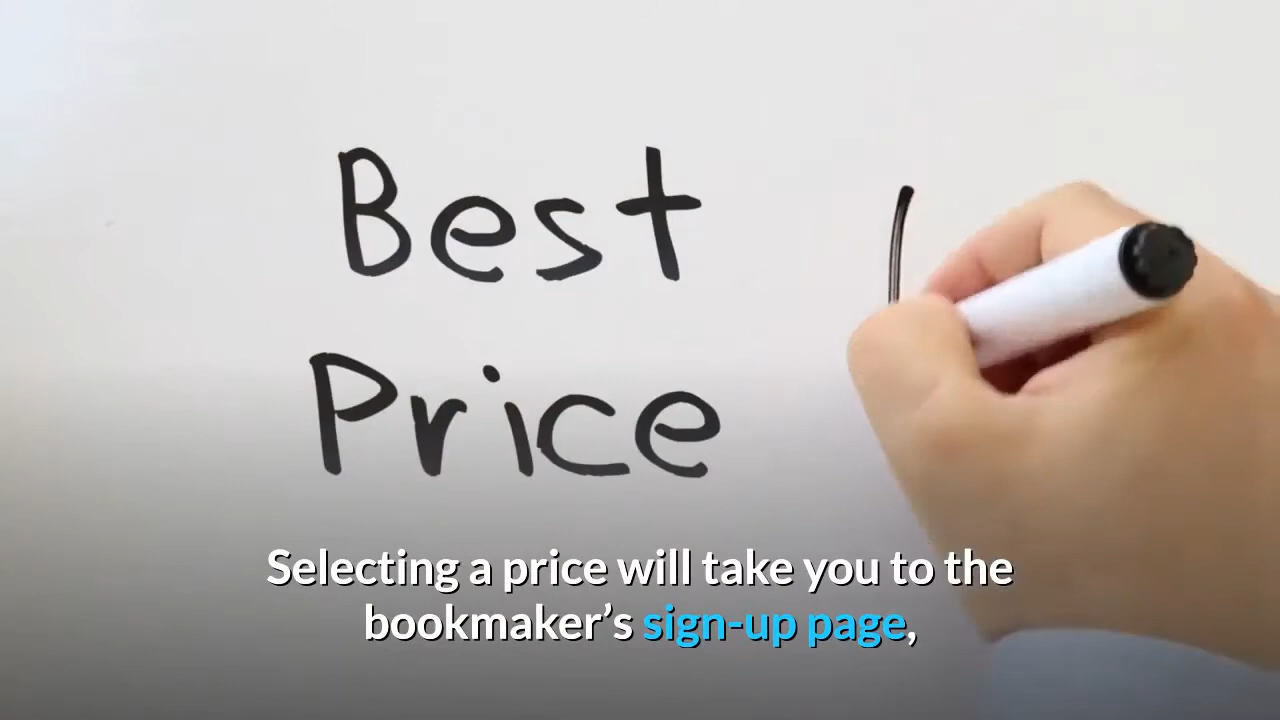 Best
Price
Selecting a price will take you to the
bookmaker’s sign-up page,